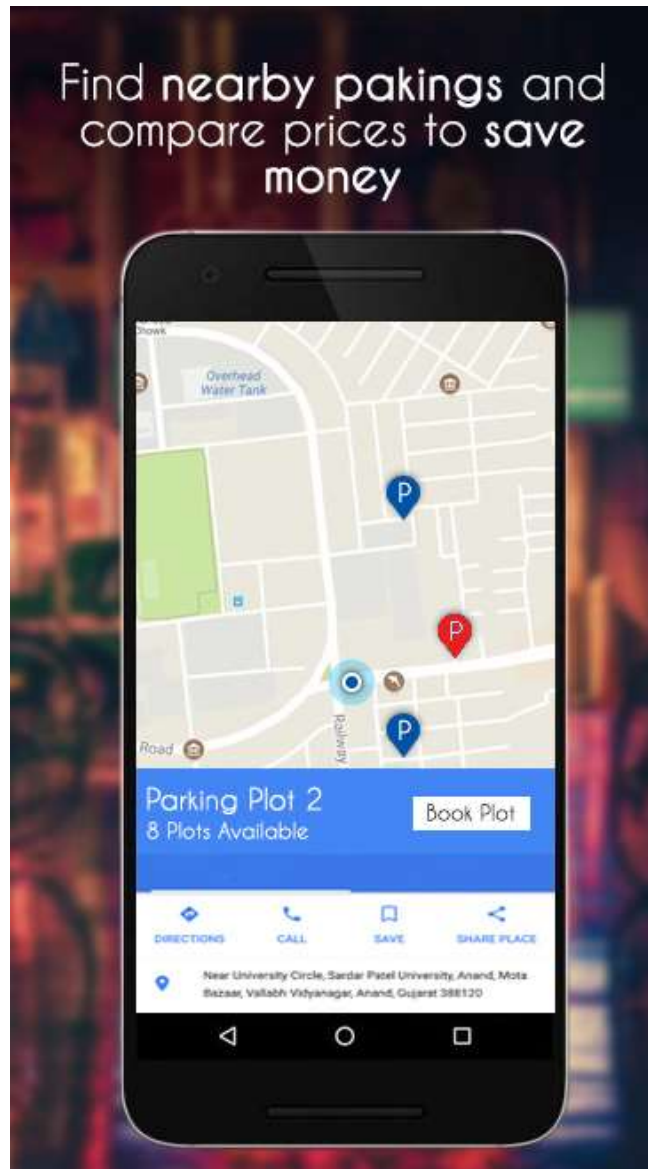 Find nearby pakings and
compare prices to save
money
Chowk
Overhead
Water Tank
P
P
Railway
Road
P
Parking Plot 2
8 Plots Available
Book Plot
DIRECTIONS
CALL
SAVE
SHARE PLACE
Near University Circle, Sardar Patel University, Anand, Mota
Bazaar, Vallabh Vidyanagar, Anand, Gujarat 388120